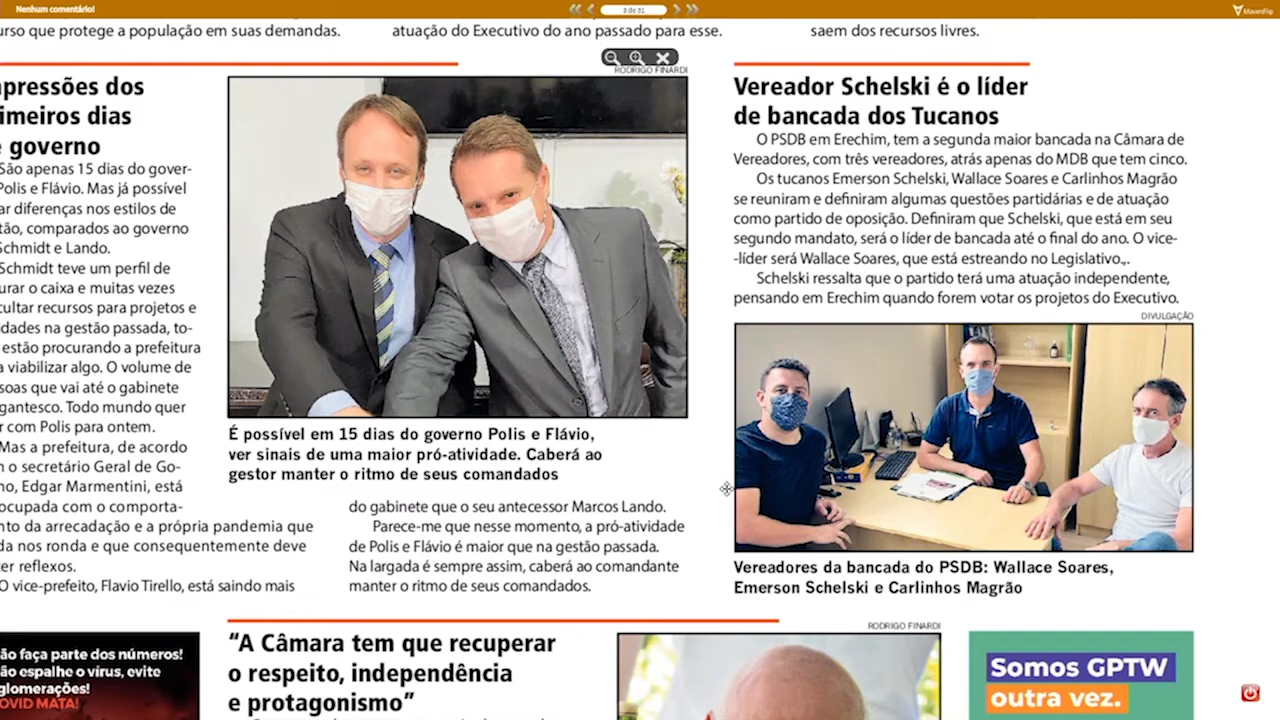 Nenhum comentário!
3 de 31
MavenFlip
urso que protege a população em suas demandas.
atuação do Executivo do ano passado para esse.
saem dos recursos livres.
pressões dos
imeiros dias
governo
São apenas 15 dias do gover-
Polis e Flávio. Mas já possível
ar diferenças nos estilos de
tão, comparados ao governo
Schmidt e Lando.
Schmidt teve um perfil de
urar o caixa e muitas vezes
cultar recursos para projetos e
idades na gestão passada, to-
estão procurando a prefeitura
a viabilizar algo. O volume de
soas que vai até o gabinete
gantesco. Todo mundo quer
r com Polis para ontem.
Mas a prefeitura, de acordo
n o secretário Geral de Go-
no, Edgar Marmentini, está
ocupada com o comporta-
nto da arrecadação e a própria pandemia que
da nos ronda e que consequentemente deve
er reflexos.
O vice-prefeito, Flavio Tirello, está saindo mais
RODRIGO FINARDI
É possível em 15 dias do governo Polis e Flávio,
ver sinais de uma maior pró-atividade. Caberá ao
gestor manter o ritmo de seus comandados
do gabinete que o seu antecessor Marcos Lando.
Parece-me que nesse momento, a pró-atividade
de Polis e Flávio é maior que na gestão passada.
Na largada é sempre assim, caberá ao comandante
manter o ritmo de seus comandados.
Vereador Schelski é o líder
de bancada dos Tucanos
O PSDB em Erechim, tem a segunda maior bancada na Câmara de
Vereadores, com três vereadores, atrás apenas do MDB que tem cinco.
Os tucanos Emerson Schelski, Wallace Soares e Carlinhos Magrão
se reuniram e definiram algumas questões partidárias e de atuação
como partido de oposição. Definiram que Schelski, que está em seu
segundo mandato, será o líder de bancada até o final do ano. O vice-
-líder será Wallace Soares, que está estreando no Legislativo.,.
Schelski ressalta que o partido terá uma atuação independente,
pensando em Erechim quando forem votar os projetos do Executivo.
DIVULGAÇÃO
Vereadores da bancada do PSDB: Wallace Soares,
Emerson Schelski e Carlinhos Magrão
ão faça parte dos números!
ão espalhe o vírus, evite
glomerações!
OVID MATA!
“A Câmara tem que recuperar
o respeito, independência
e protagonismo”
RODRIGO FINARDI
Somos GPTW
outra vez.